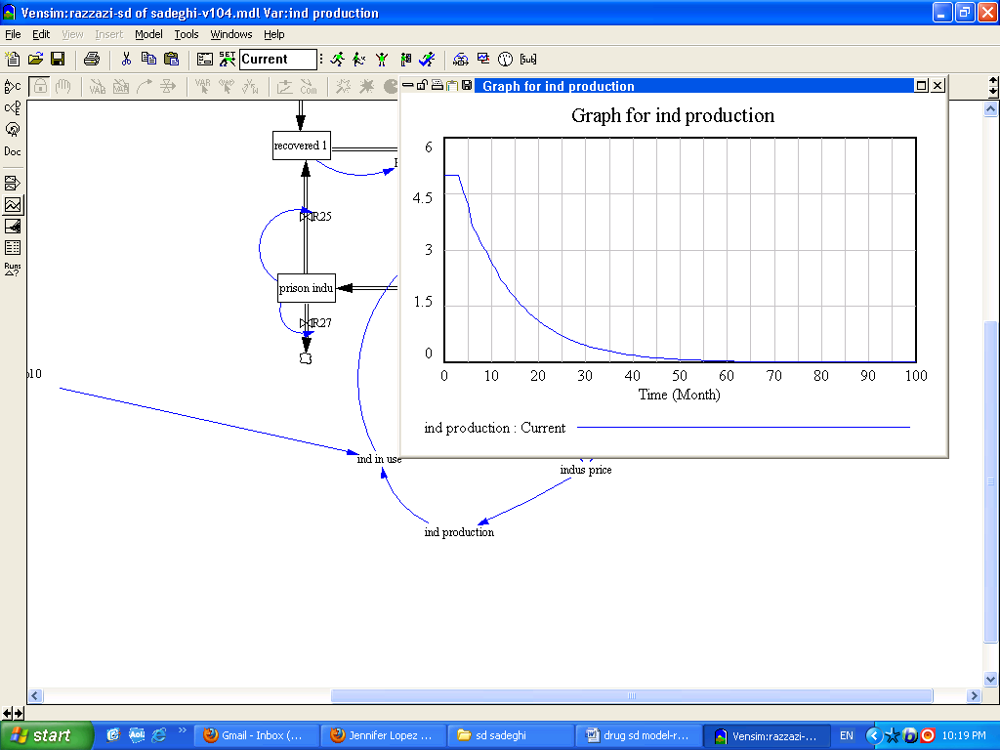 Vensim:razzazi-sd of sadeghi-v104.mdl Var:ind production
File Edit View Insert Model Tools Windows Help
SET Current Sub
VAR VAR VAR Com
Doc
Runs
Graph for ind production
Graph for ind production
6
4.5
3
1.5
0
0 10 20 30 40 50 60 70 80 90 100
Time (Month)
ind production : Current
recovered 1
R25
prison indu
R27
ind in use
indus price
ind production
start Gmail - Inbox (... Jennifer Lopez ... sd sadeghi drug sd model-r... Vensim:razzazi-... EN 10:19 PM